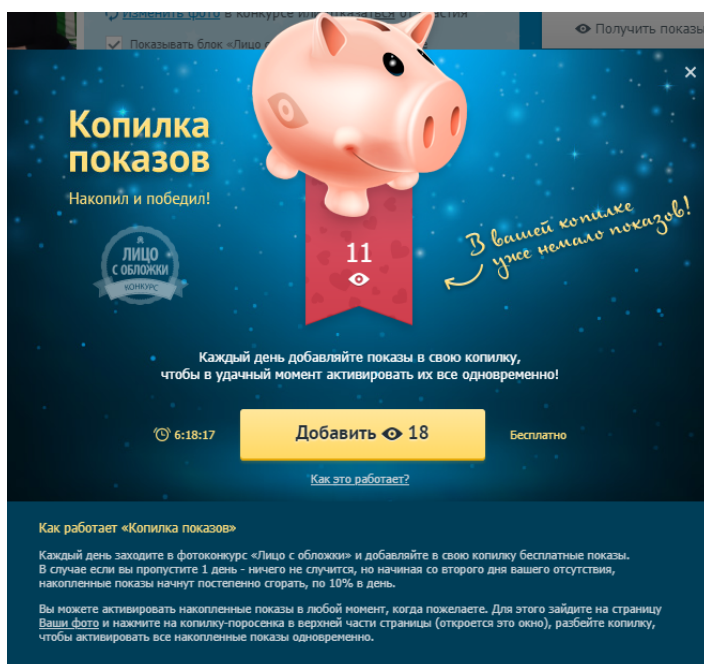 Изменить фото в конкурсе или отказаться от участия
Показывать блок «Лицо с
Получить показы
Копилка
показов
Накопил и победил!
ЛИЦО
С ОБЛОЖКИ
КОНКУРС
11
В вашей копилке
уже немало показов!
Каждый день добавляйте показы в свою копилку,
чтобы в удачный момент активировать их все одновременно!
6:18:17
Добавить 18
Бесплатно
Как это работает?
Как работает «Копилка показов»
Каждый день заходите в фотоконкурс «Лицо с обложки» и добавляйте в свою копилку бесплатные показы.
В случае если вы пропустите 1 день - ничего не случится, но начиная со второго дня вашего отсутствия,
накопленные показы начнут постепенно сгорать, по 10% в день.
Вы можете активировать накопленные показы в любой момент, когда пожелаете. Для этого зайдите на страницу
Ваши фото и нажмите на копилку-поросенка в верхней части страницы (откроется это окно), разбейте копилку,
чтобы активировать все накопленные показы одновременно.